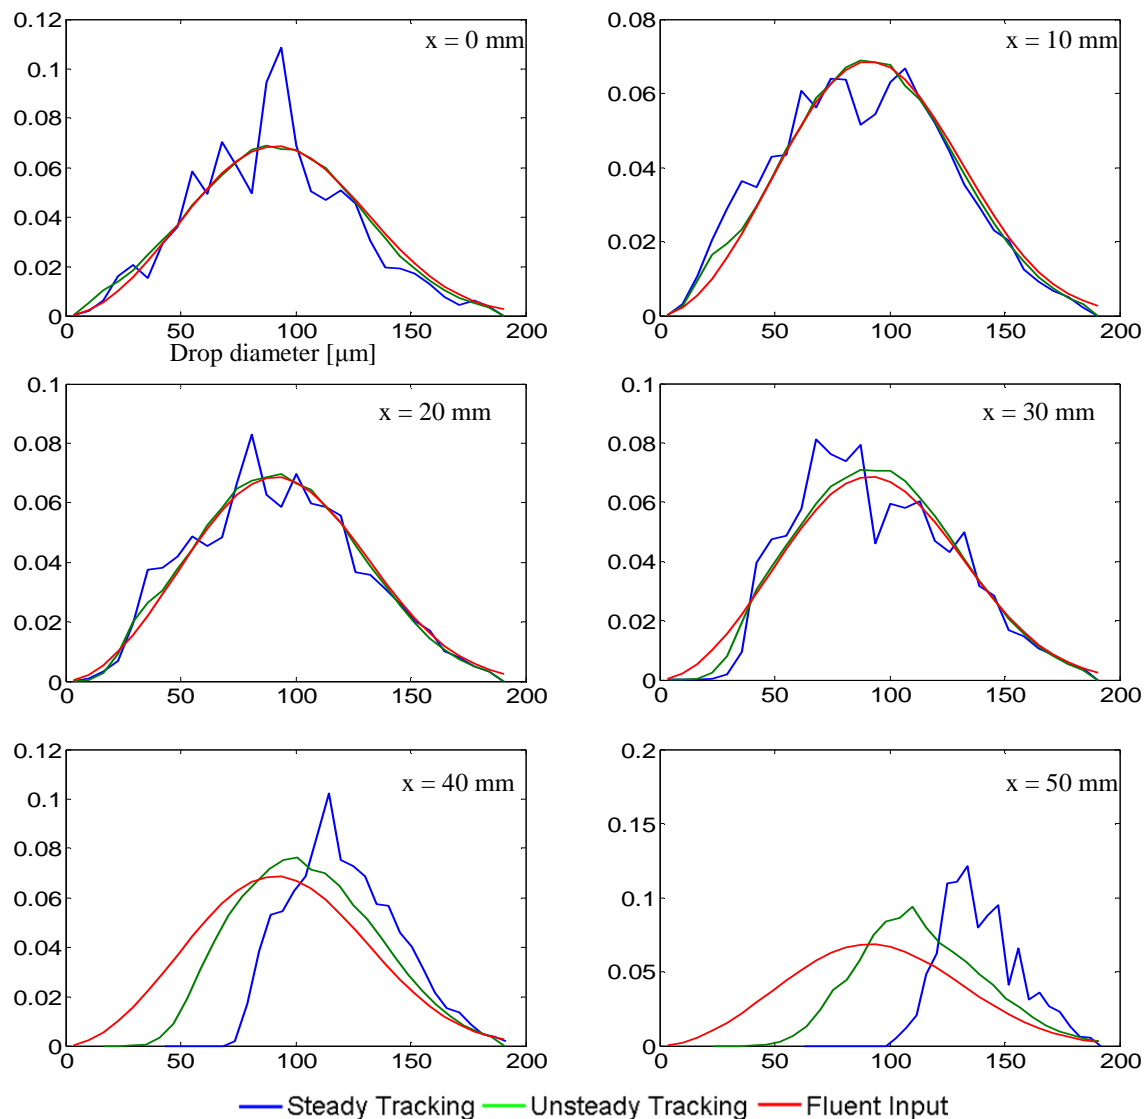 0.12
0.1
0.08
0.06
0.04
0.02
0
0 50 100 150 200
x = 0 mm
Drop diameter [µm]
0.08
0.06
0.04
0.02
0
0 50 100 150 200
x = 10 mm
0.1
0.08
0.06
0.04
0.02
0
0 50 100 150 200
x = 20 mm
0.1
0.08
0.06
0.04
0.02
0
0 50 100 150 200
x = 30 mm
0.12
0.1
0.08
0.06
0.04
0.02
0
0 50 100 150 200
x = 40 mm
0.2
0.15
0.1
0.05
0
0 50 100 150 200
x = 50 mm
Steady Tracking Unsteady Tracking Fluent Input